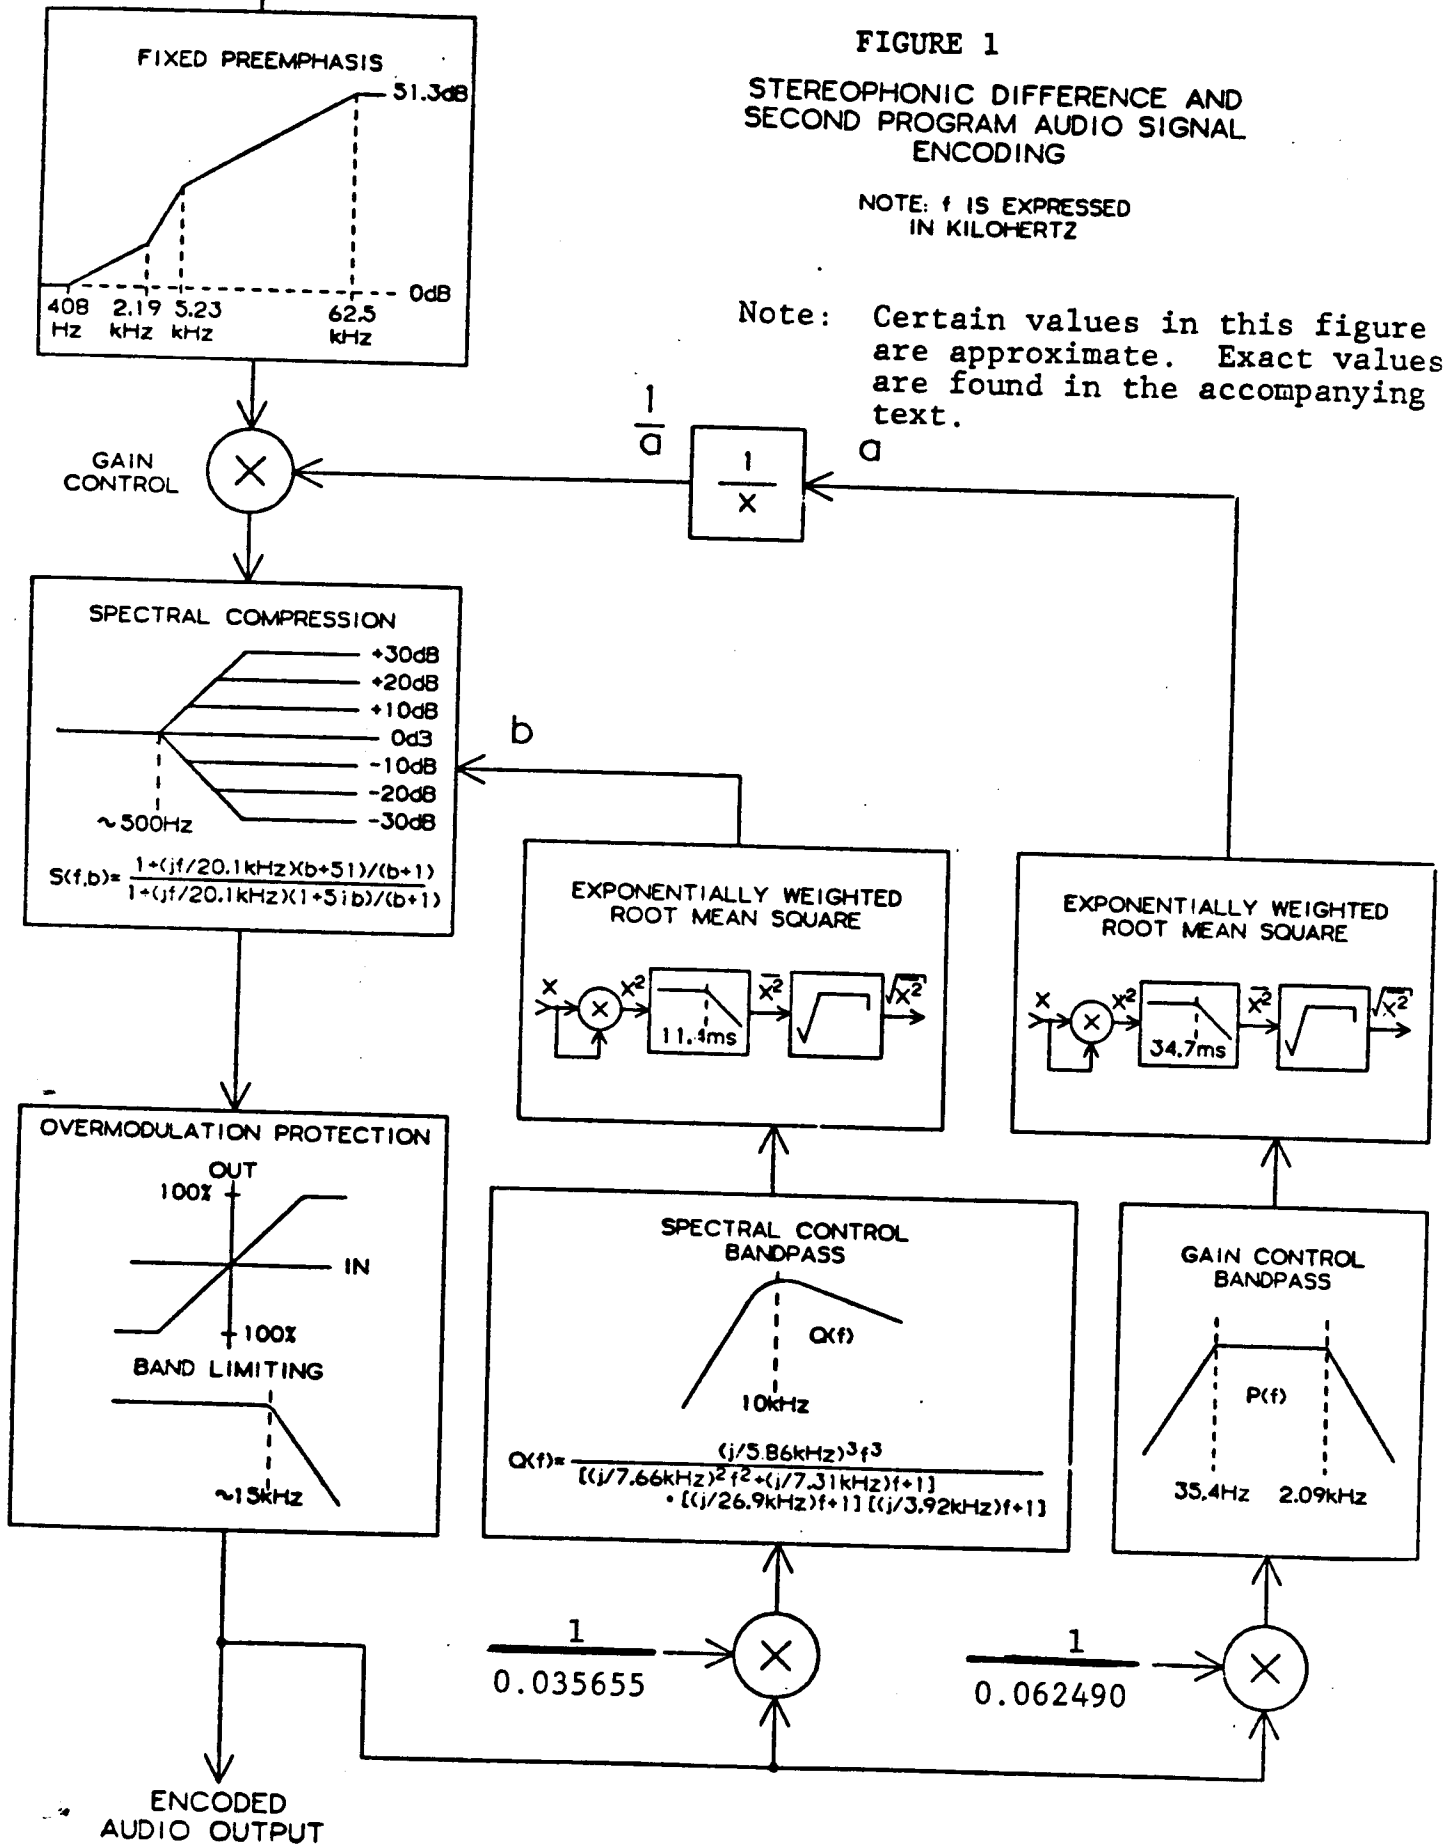 FIGURE 1
STEREOPHONIC DIFFERENCE AND
SECOND PROGRAM AUDIO SIGNAL
ENCODING
NOTE: f IS EXPRESSED
IN KILOHERTZ
Note: Certain values in this figure
are approximate. Exact values
are found in the accompanying
text.
FIXED PREEMPHASIS
51.3dB
0dB
408 Hz
2.19 kHz
5.23 kHz
62.5 kHz
GAIN
CONTROL
×
1/a
1/x
a
SPECTRAL COMPRESSION
+30dB
+20dB
+10dB
0d3
-10dB
-20dB
-30dB
~500Hz
S(f,b)= 1+(jf/20.1kHz)(b+51)/(b+1)
1+(jf/20.1kHz)(1+51b)/(b+1)
b
EXPONENTIALLY WEIGHTED
ROOT MEAN SQUARE
x
×
x²
11.4ms
x̅²
√
√x̅²
EXPONENTIALLY WEIGHTED
ROOT MEAN SQUARE
x
×
x²
34.7ms
x̅²
√
√x̅²
OVERMODULATION PROTECTION
OUT
100%
IN
100%
BAND LIMITING
~15kHz
SPECTRAL CONTROL
BANDPASS
Q(f)
10kHz
Q(f)= (j/5.86kHz)³f³
[(j/7.66kHz)²f²+(j/7.31kHz)f+1]
• [(j/26.9kHz)f+1] [(j/3.92kHz)f+1]
GAIN CONTROL
BANDPASS
P(f)
35.4Hz 2.09kHz
1
0.035655
×
1
0.062490
×
ENCODED
AUDIO OUTPUT